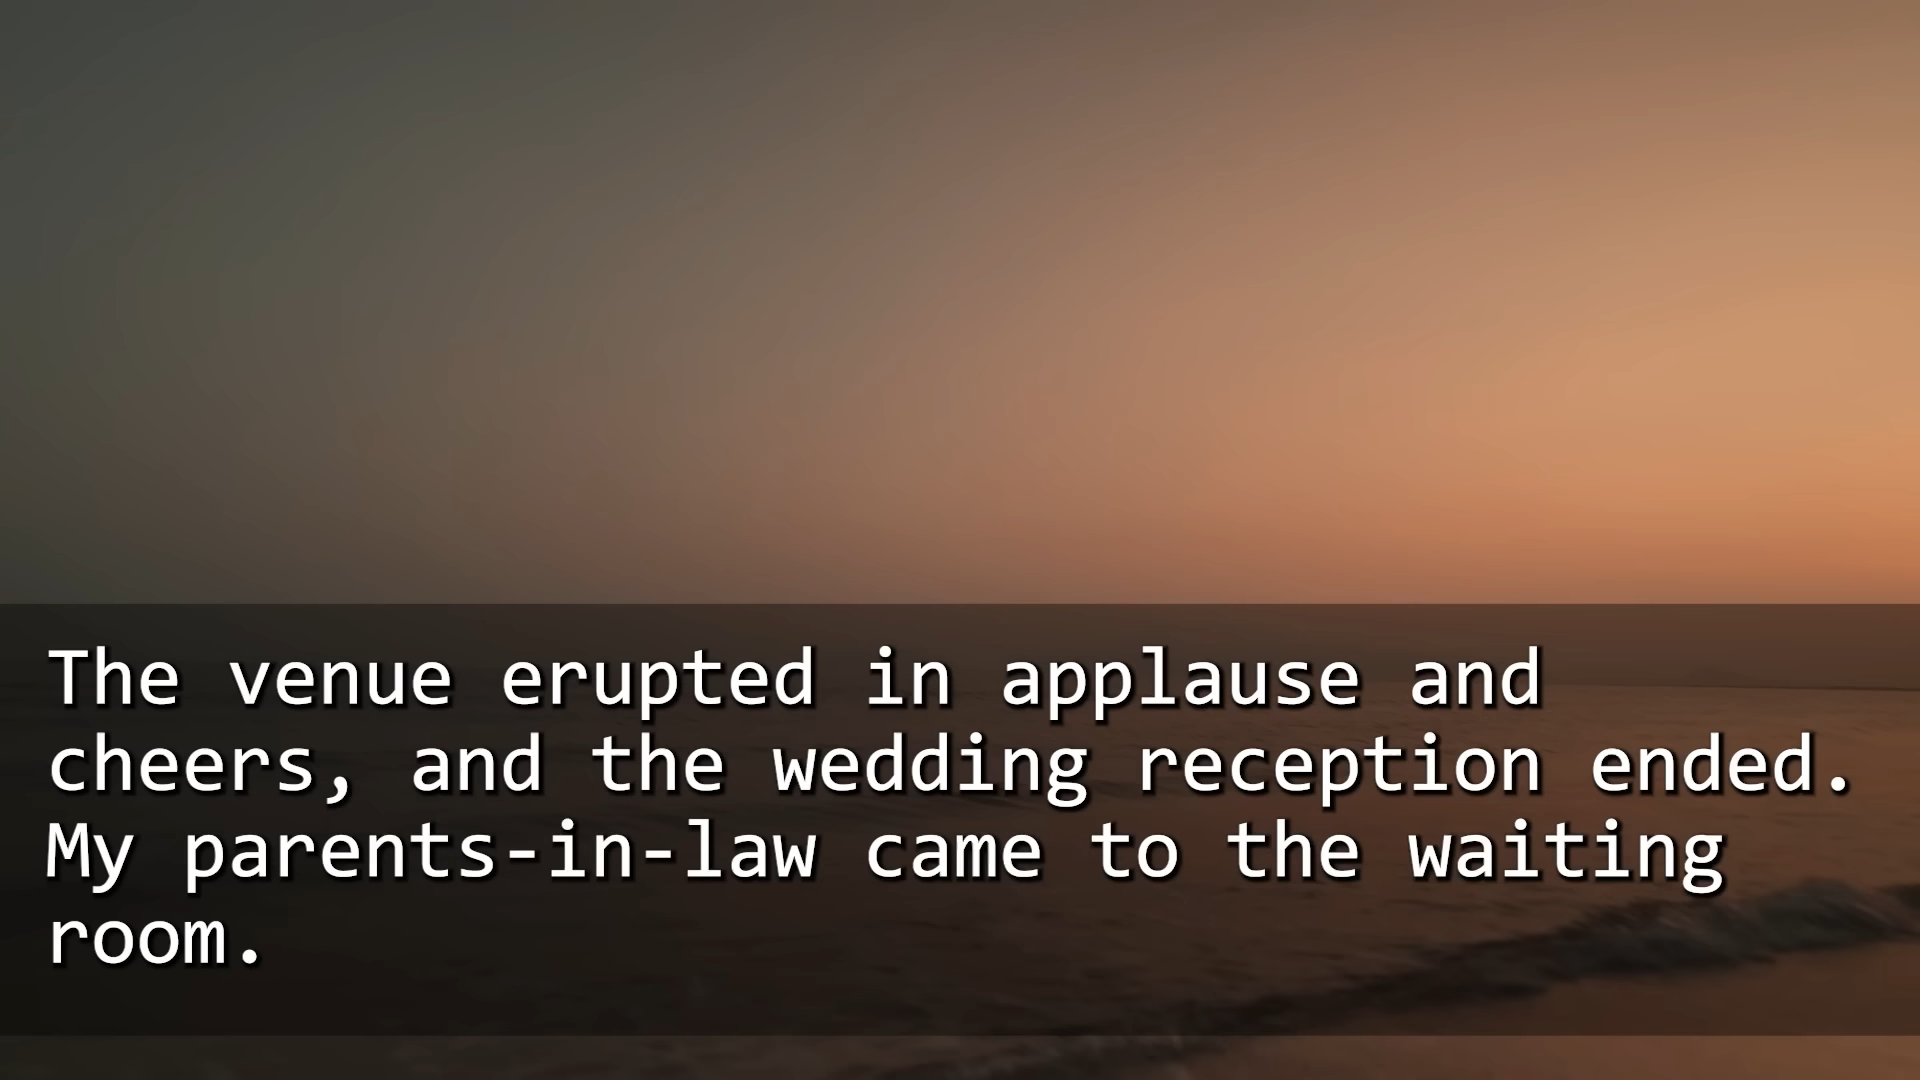 The venue erupted in applause and
cheers, and the wedding reception ended.
My parents-in-law came to the waiting
room.